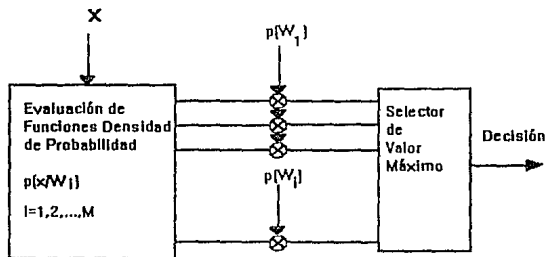 X
p(W1)
Evaluación de
Funciones Densidad
de Probabilidad
p(x/Wi)
I=1,2,...,M
p(Wi)
Selector
de
Valor
Máximo
Decisión